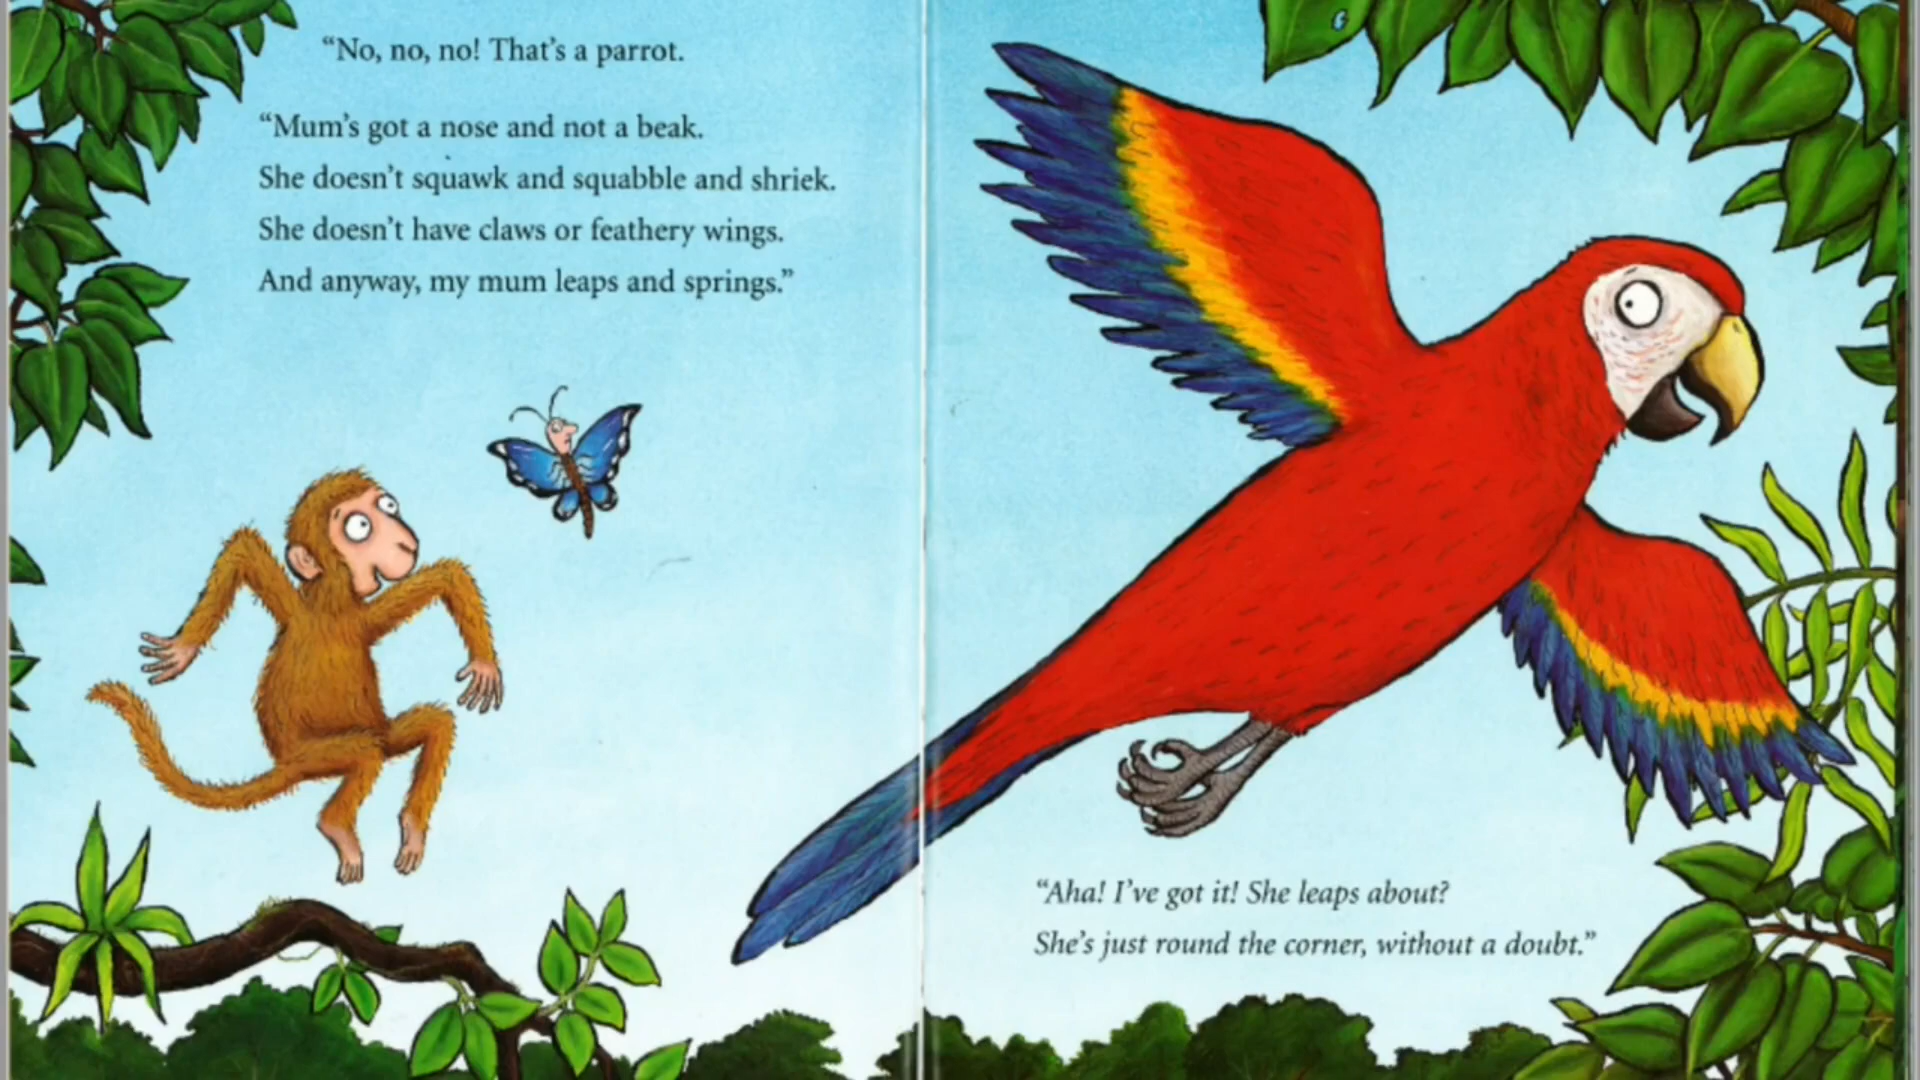 “No, no, no! That’s a parrot.
“Mum’s got a nose and not a beak.
She doesn’t squawk and squabble and shriek.
She doesn’t have claws or feathery wings.
And anyway, my mum leaps and springs.”
“Aha! I’ve got it! She leaps about?
She’s just round the corner, without a doubt.”